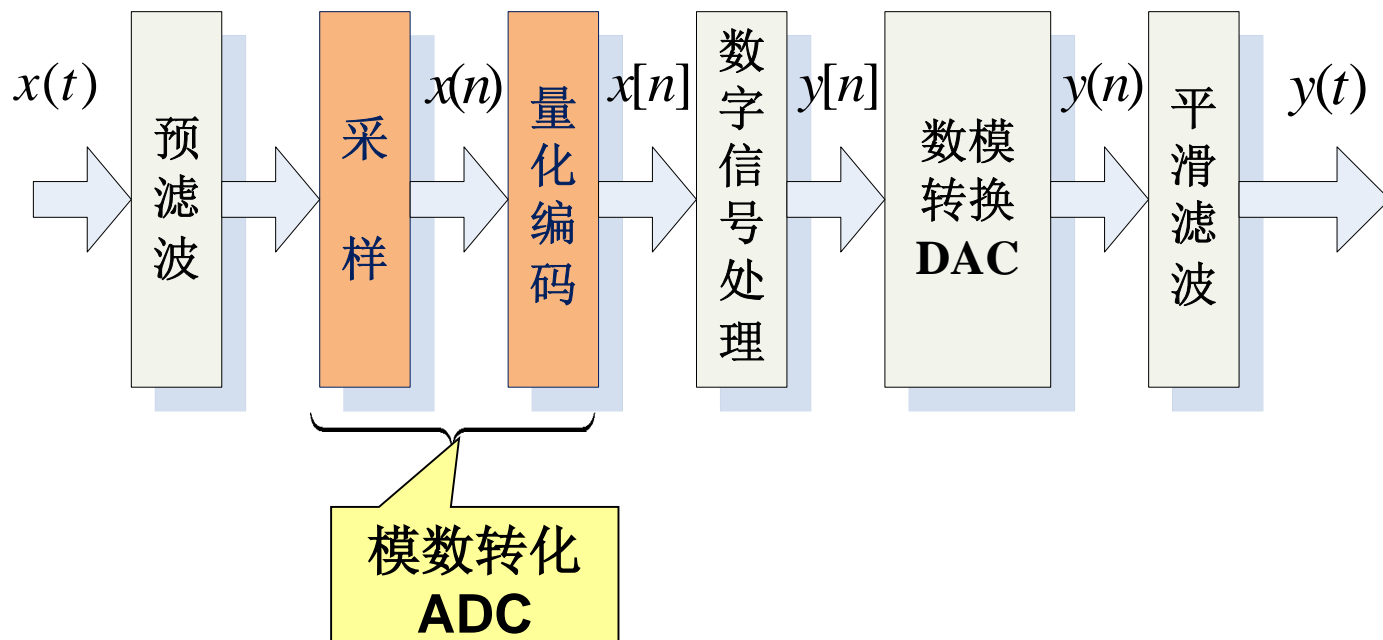 x(t)
预滤波
采样
x(n)
量化编码
x[n]
数字信号处理
y[n]
数模
转换
DAC
y(n)
平滑滤波
y(t)
模数转化
ADC